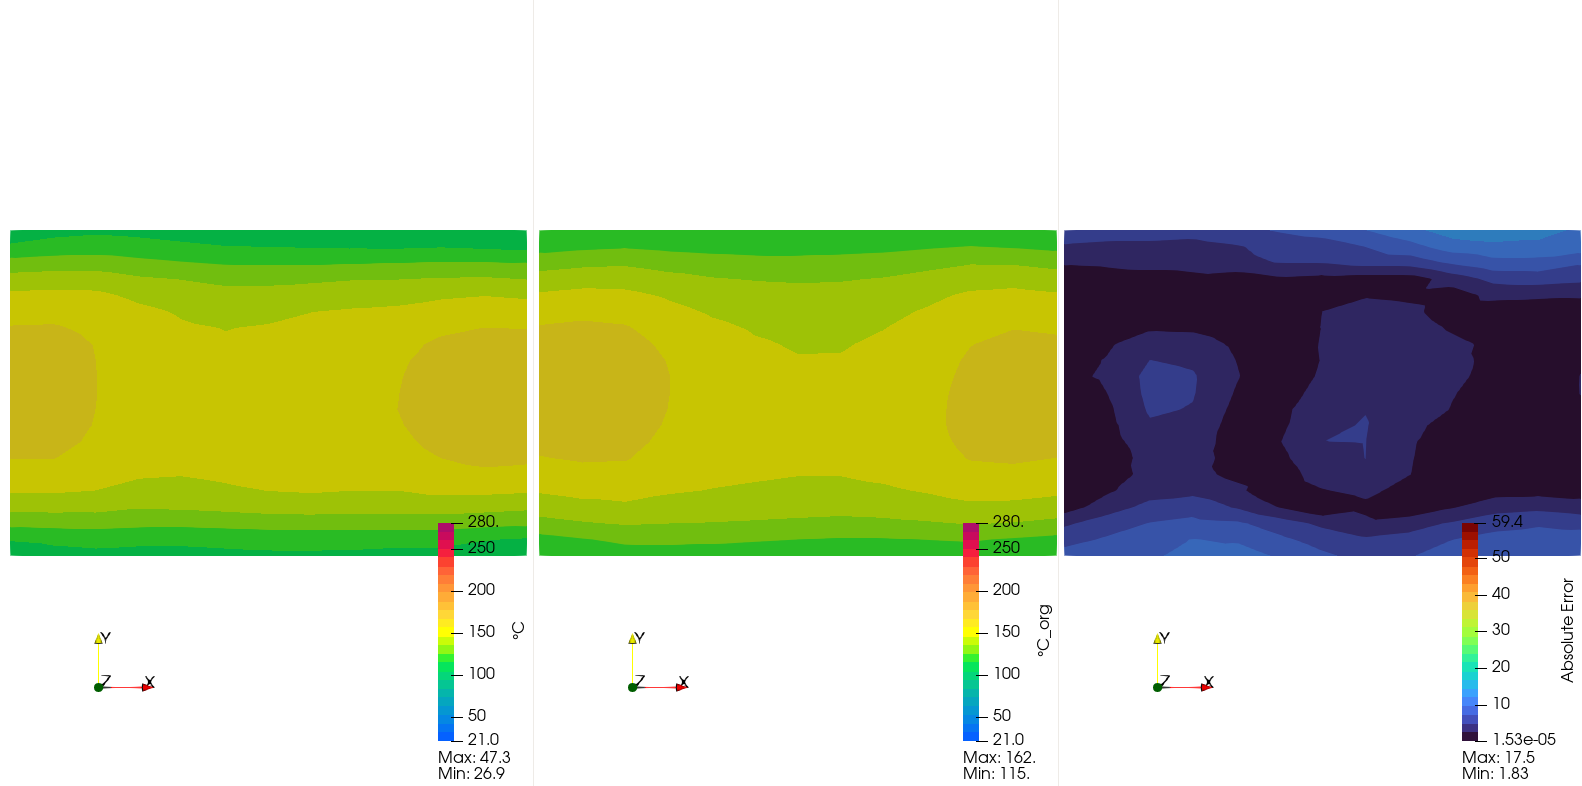 280.
250
200
150
100
50
21.0
°C
Max: 47.3
Min: 26.9
Y
Z
X
280.
250
200
150
100
50
21.0
°C_org
Max: 162.
Min: 115.
Y
Z
X
59.4
50
40
30
20
10
1.53e-05
Absolute Error
Max: 17.5
Min: 1.83
Y
Z
X